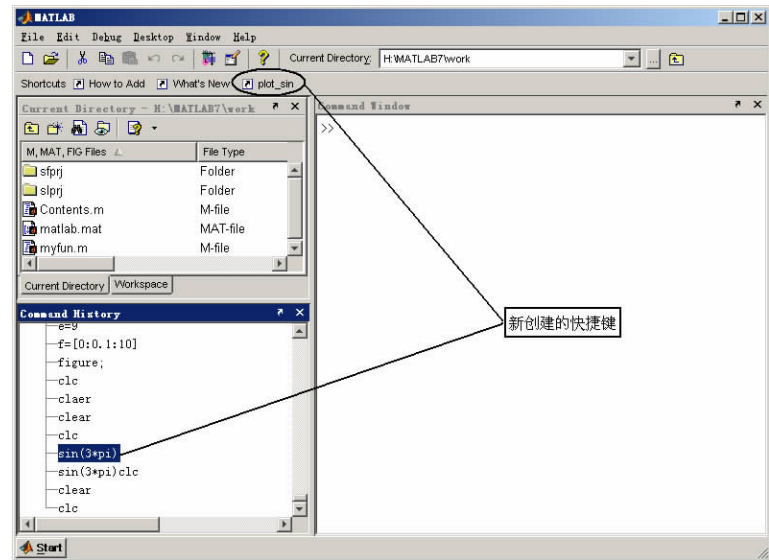 MATLAB
File Edit Debug Desktop Window Help
Current Directory: H:\MATLAB7\work
Shortcuts How to Add What's New plot_sin
Current Directory - H:\MATLAB7\work
Command Window
>>
M, MAT, FIG Files File Type
sfprj Folder
slprj Folder
Contents.m M-file
matlab.mat MAT-file
myfun.m M-file
Current Directory Workspace
Command History
e=9
f=[0:0.1:10]
figure;
clc
claer
clear
clc
sin(3*pi)
sin(3*pi)clc
clear
clc
新创建的快捷键
Start